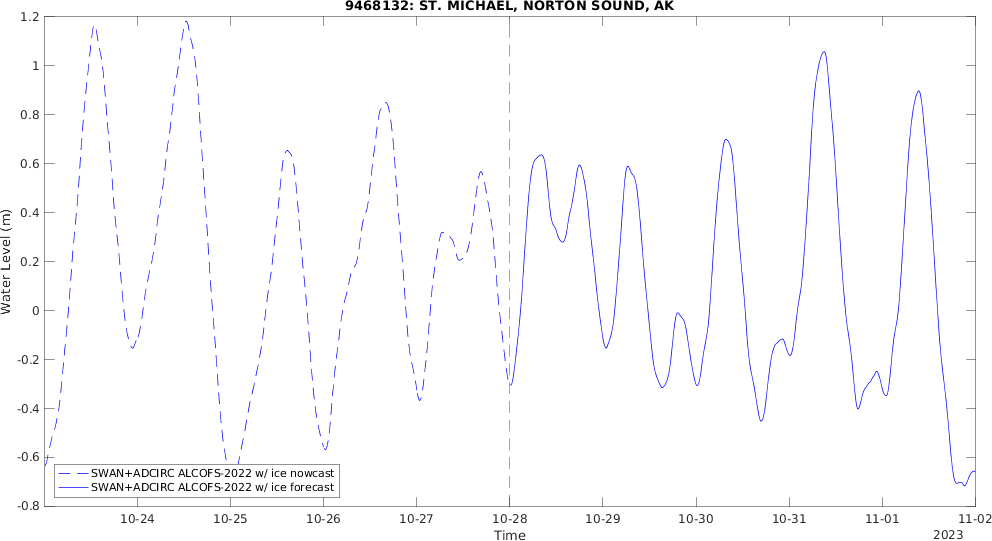 9468132: ST. MICHAEL, NORTON SOUND, AK
1.2
1
0.8
0.6
0.4
0.2
0
-0.2
-0.4
-0.6
-0.8
Water Level (m)
SWAN+ADCIRC ALCOFS-2022 w/ ice nowcast
SWAN+ADCIRC ALCOFS-2022 w/ ice forecast
10-24 10-25 10-26 10-27 10-28 10-29 10-30 10-31 11-01 11-02
Time
2023